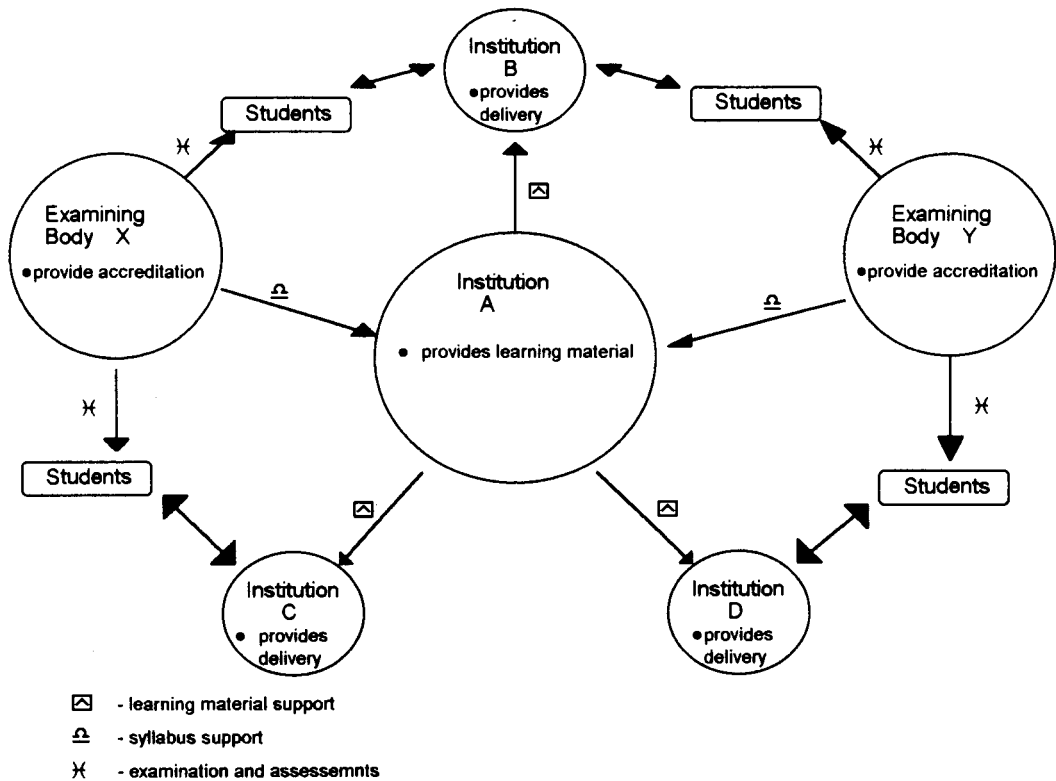 Institution
B
•provides
delivery
Students
Students
♓
♓
Examining
Body X
•provide accreditation
Examining
Body Y
•provide accreditation
♎
♎
Institution
A
• provides learning material
♓
♓
Students
Students
Institution
C
• provides
delivery
Institution
D
•provides
delivery
- learning material support
♎ - syllabus support
♓ - examination and assessemnts